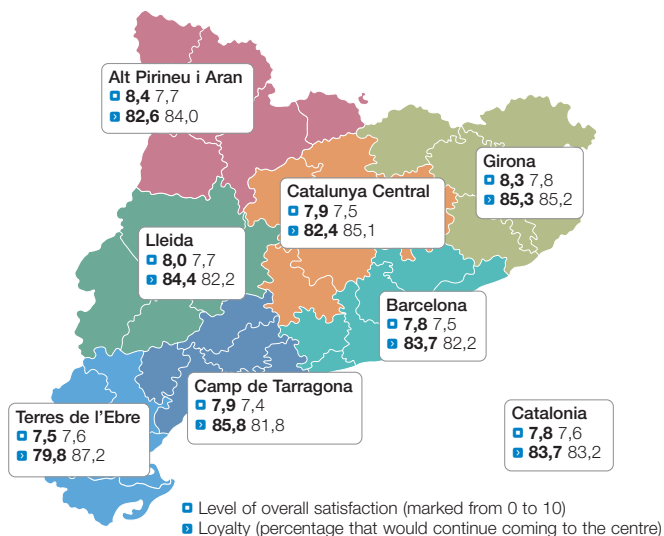 Alt Pirineu i Aran
8,4 7,7
82,6 84,0
Girona
8,3 7,8
85,3 85,2
Catalunya Central
7,9 7,5
82,4 85,1
Lleida
8,0 7,7
84,4 82,2
Barcelona
7,8 7,5
83,7 82,2
Camp de Tarragona
7,9 7,4
85,8 81,8
Terres de l'Ebre
7,5 7,6
79,8 87,2
Catalonia
7,8 7,6
83,7 83,2
Level of overall satisfaction (marked from 0 to 10)
Loyalty (percentage that would continue coming to the centre)